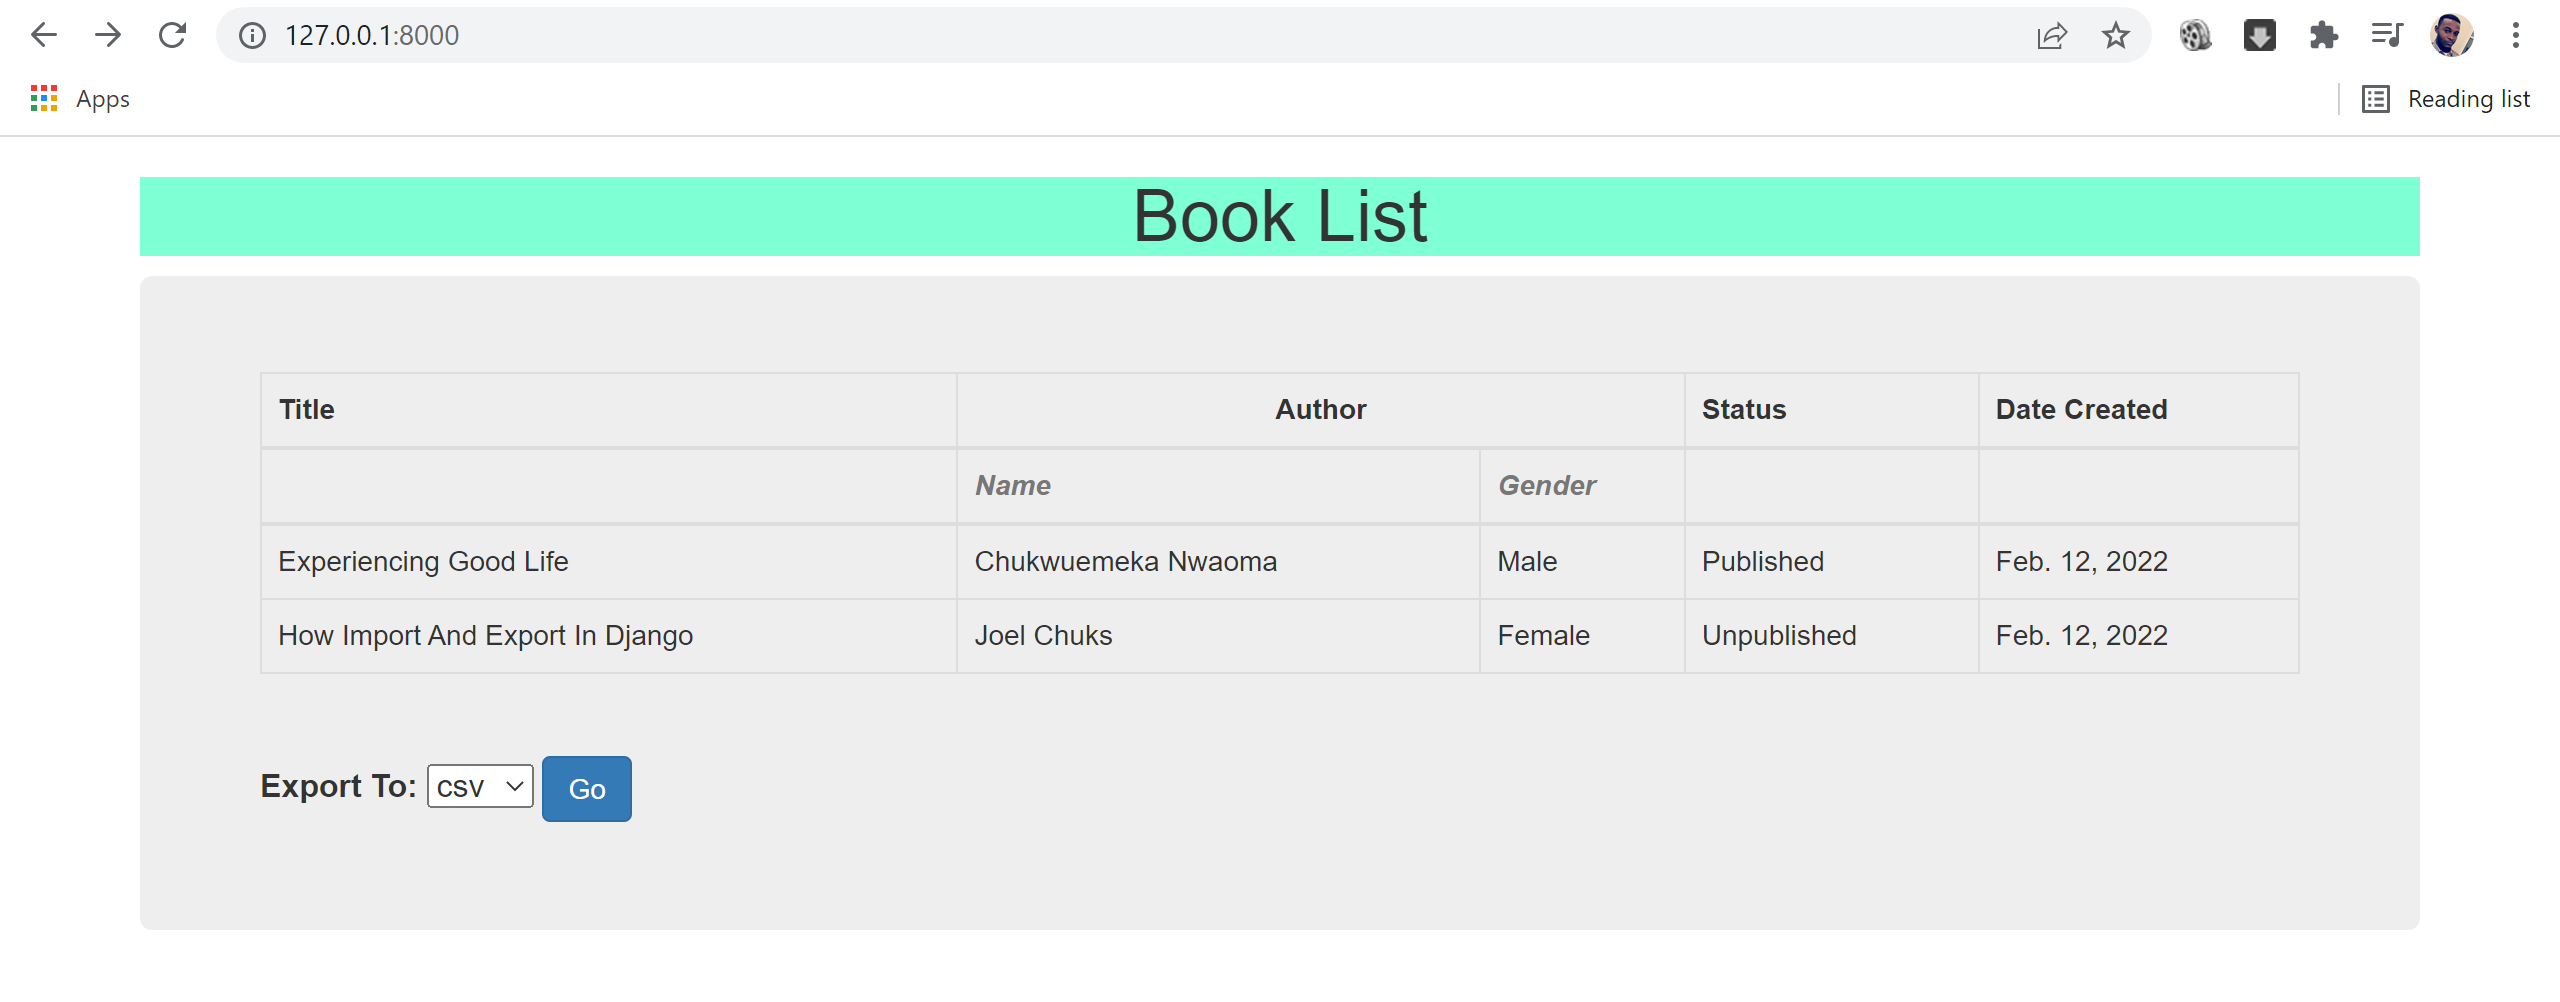 127.0.0.1:8000
Apps
Reading list
Book List
Title Author Status Date Created
Name Gender
Experiencing Good Life Chukwuemeka Nwaoma Male Published Feb. 12, 2022
How Import And Export In Django Joel Chuks Female Unpublished Feb. 12, 2022
Export To: csv Go